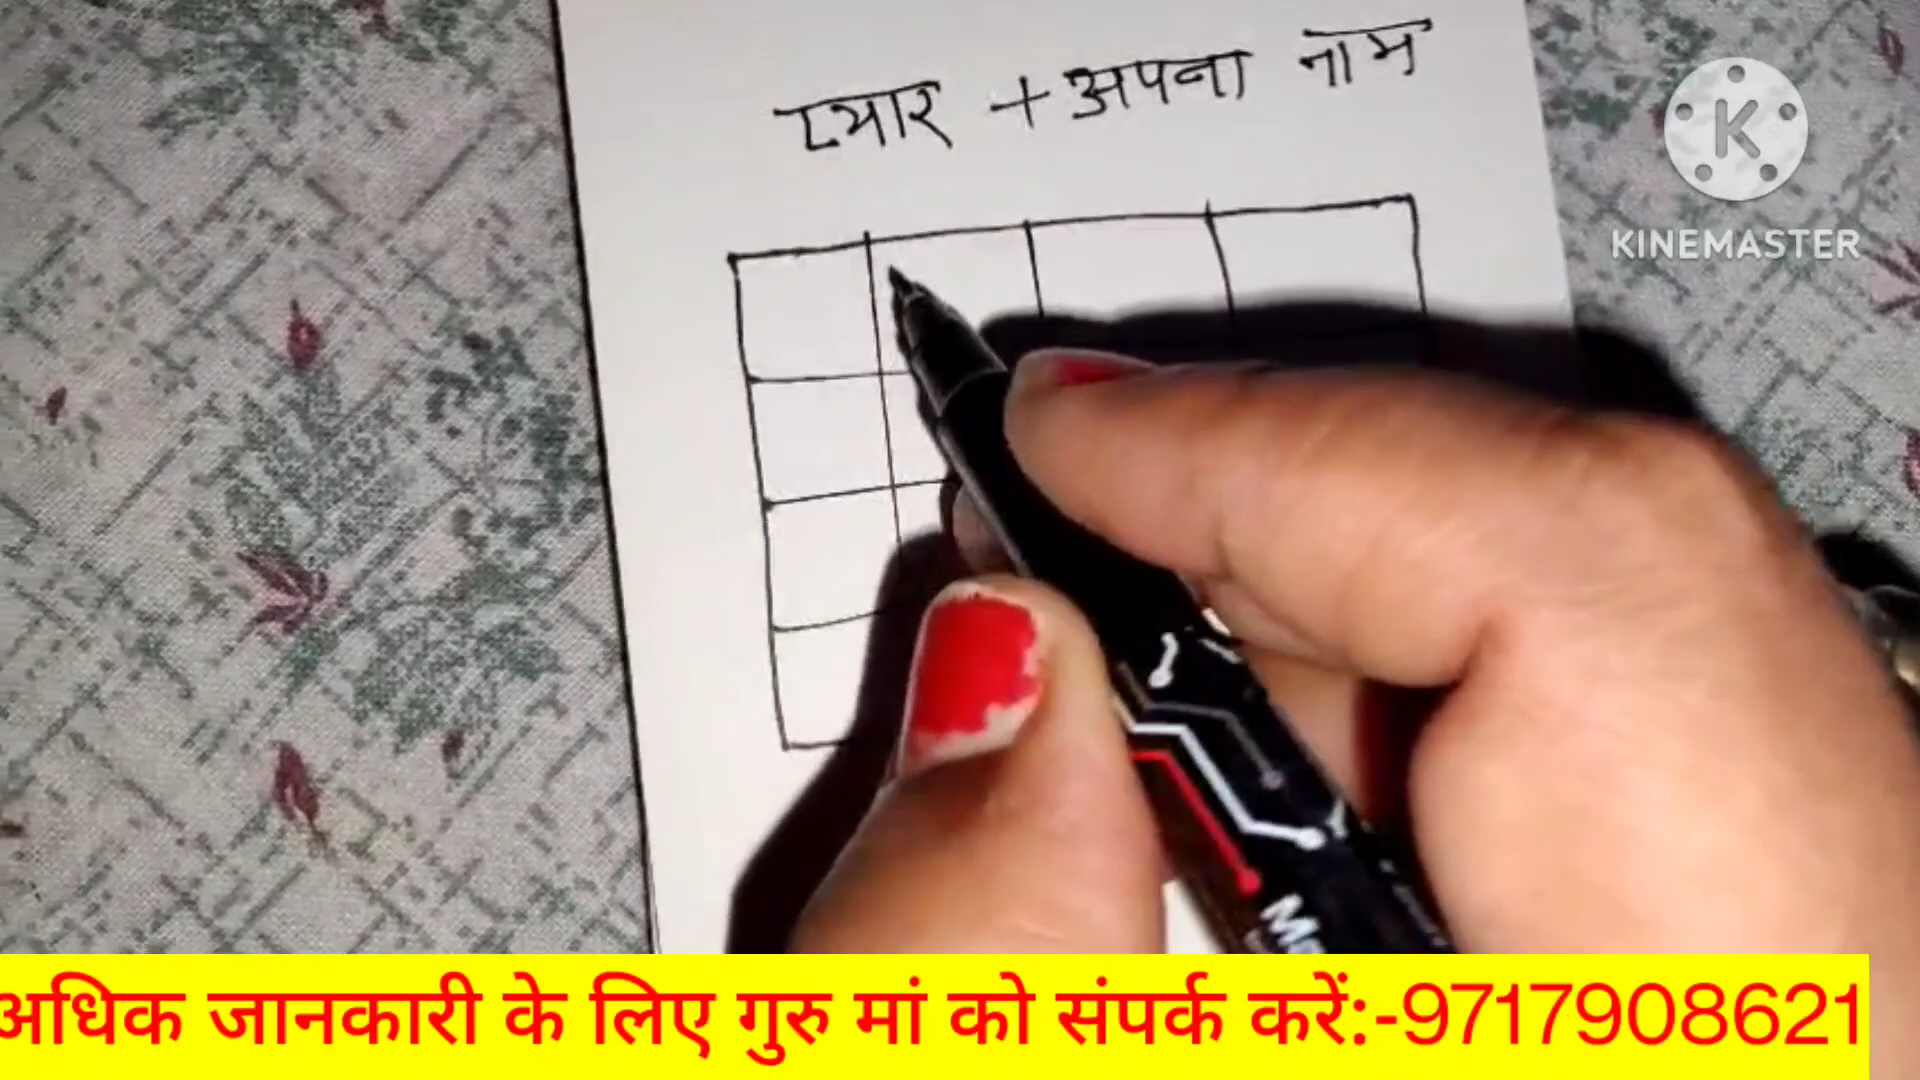 प्यार + अपना नाम
K
KINEMASTER
अधिक जानकारी के लिए गुरु मां को संपर्क करें:-9717908621